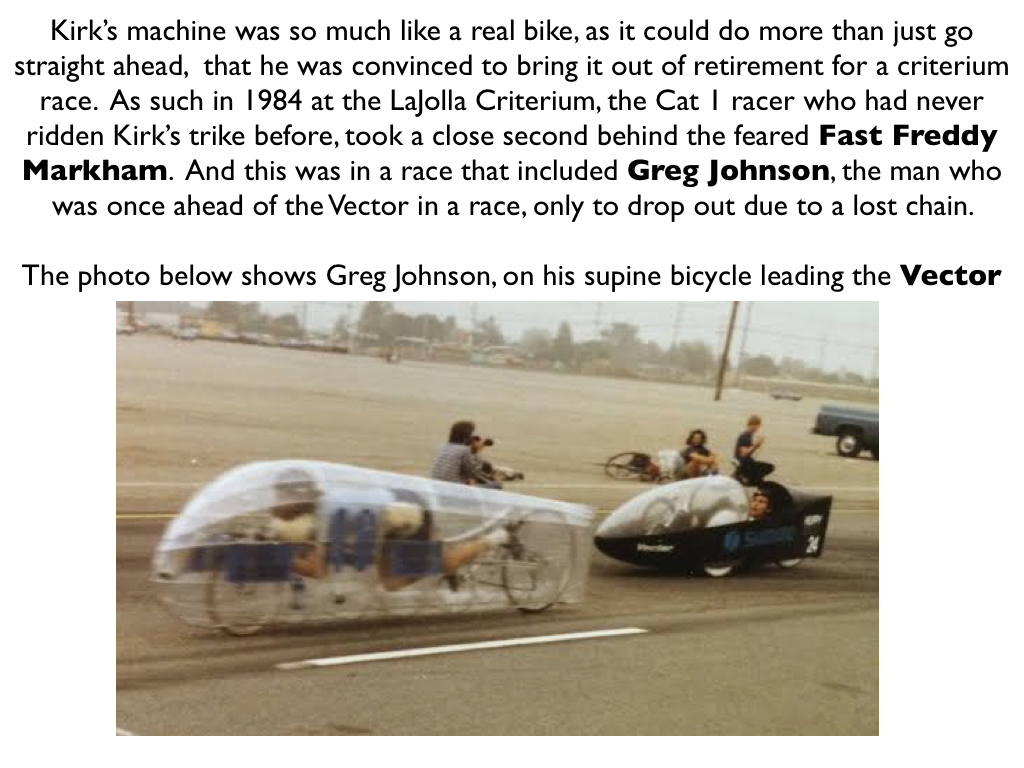 Kirk's machine was so much like a real bike, as it could do more than just go
straight ahead,  that he was convinced to bring it out of retirement for a criterium
race.  As such in 1984 at the LaJolla Criterium, the Cat 1 racer who had never
ridden Kirk's trike before, took a close second behind the feared Fast Freddy
Markham.  And this was in a race that included Greg Johnson, the man who
was once ahead of the Vector in a race, only to drop out due to a lost chain.
The photo below shows Greg Johnson, on his supine bicycle leading the Vector
Vector
24